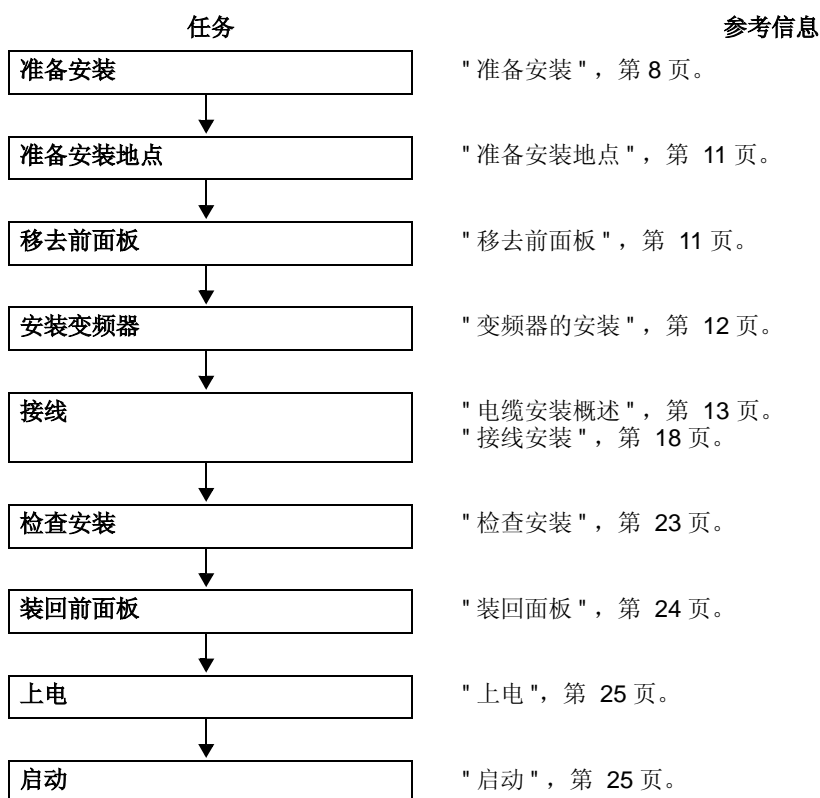 任务 参考信息
准备安装 "准备安装"，第 8 页。
准备安装地点 "准备安装地点"，第 11 页。
移去前面板 "移去前面板"，第 11 页。
安装变频器 "变频器的安装"，第 12 页。
接线 "电缆安装概述"，第 13 页。
"接线安装"，第 18 页。
检查安装 "检查安装"，第 23 页。
装回前面板 "装回面板"，第 24 页。
上电 "上电"，第 25 页。
启动 "启动"，第 25 页。